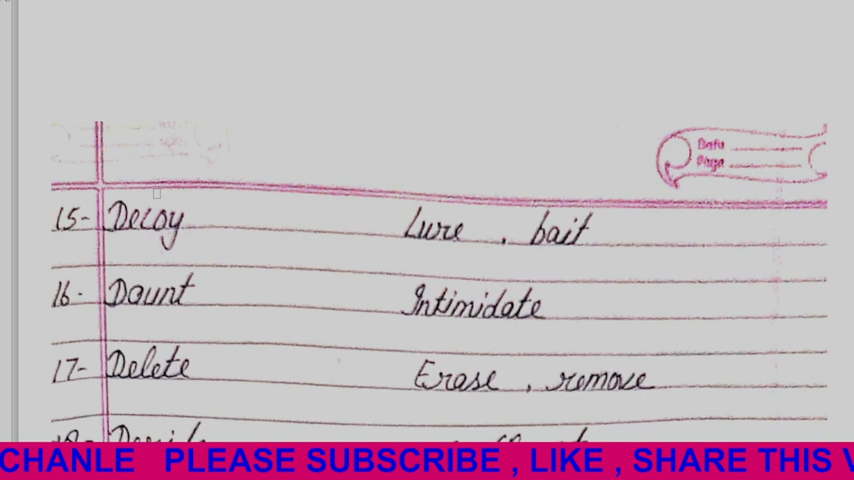 Date
Page
15- Decoy Lure , bait
16- Daunt Intimidate
17- Delete Erase , remove
CHANLE PLEASE SUBSCRIBE , LIKE , SHARE THIS V